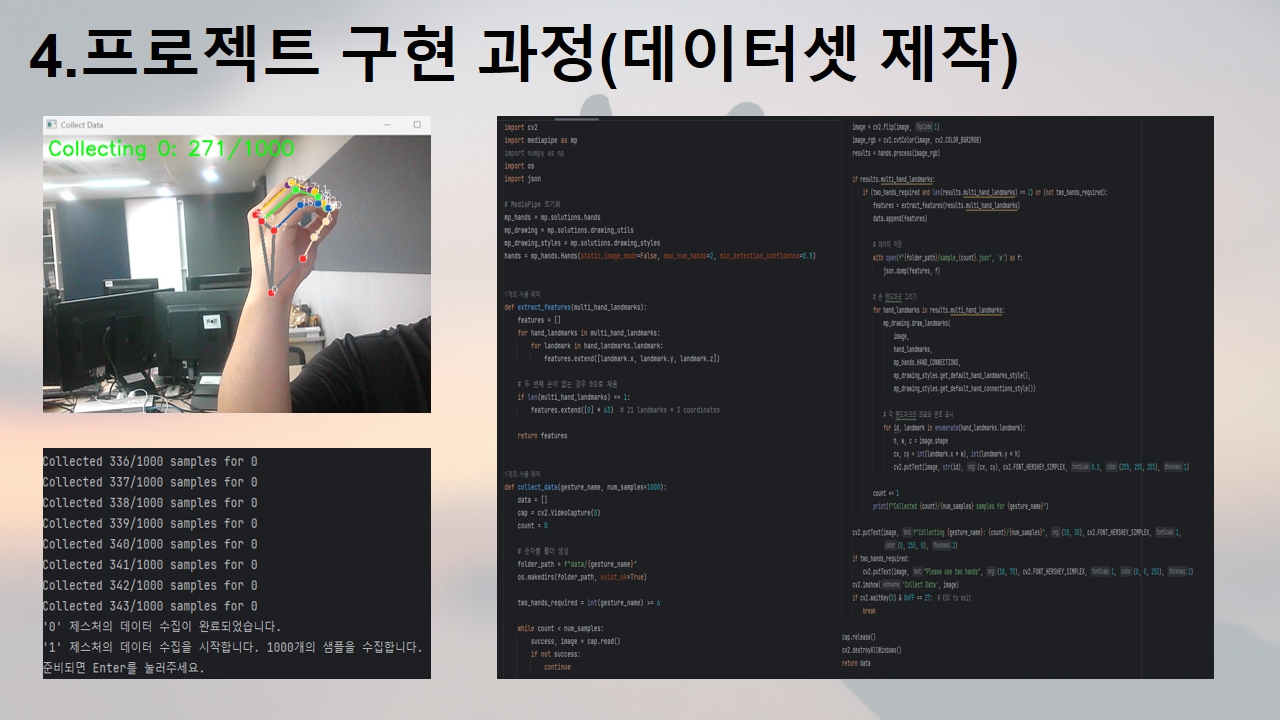 4.프로젝트 구현 과정(데이터셋 제작)
Collect Data
Collecting 0: 271/1000
Collected 336/1000 samples for 0
Collected 337/1000 samples for 0
Collected 338/1000 samples for 0
Collected 339/1000 samples for 0
Collected 340/1000 samples for 0
Collected 341/1000 samples for 0
Collected 342/1000 samples for 0
Collected 343/1000 samples for 0
'0' 제스처의 데이터 수집이 완료되었습니다.
'1' 제스처의 데이터 수집을 시작합니다. 1000개의 샘플을 수집합니다.
준비되면 Enter를 눌러주세요.
import cv2
import mediapipe as mp
import numpy as np
import os
import json
# MediaPipe 초기화
mp_hands = mp.solutions.hands
mp_drawing = mp.solutions.drawing_utils
mp_drawing_styles = mp.solutions.drawing_styles
hands = mp_hands.Hands(static_image_mode=False, max_num_hands=2, min_detection_confidence=0.5)
1개의 사용 위치
def extract_features(multi_hand_landmarks):
features = []
for hand_landmarks in multi_hand_landmarks:
for landmark in hand_landmarks.landmark:
features.extend([landmark.x, landmark.y, landmark.z])
# 두 번째 손이 없는 경우 0으로 채움
if len(multi_hand_landmarks) == 1:
features.extend([0] * 63)  # 21 landmarks * 3 coordinates
return features
1개의 사용 위치
def collect_data(gesture_name, num_samples=1000):
data = []
cap = cv2.VideoCapture(0)
count = 0
# 숫자별 폴더 생성
folder_path = f"data/{gesture_name}"
os.makedirs(folder_path, exist_ok=True)
two_hands_required = int(gesture_name) >= 6
while count < num_samples:
success, image = cap.read()
if not success:
continue
image = cv2.flip(image, flipCode: 1)
image_rgb = cv2.cvtColor(image, cv2.COLOR_BGR2RGB)
results = hands.process(image_rgb)
if results.multi_hand_landmarks:
if (two_hands_required and len(results.multi_hand_landmarks) == 2) or (not two_hands_required):
features = extract_features(results.multi_hand_landmarks)
data.append(features)
# 데이터 저장
with open(f"{folder_path}/sample_{count}.json", 'w') as f:
json.dump(features, f)
# 손 랜드마크 그리기
for hand_landmarks in results.multi_hand_landmarks:
mp_drawing.draw_landmarks(
image,
hand_landmarks,
mp_hands.HAND_CONNECTIONS,
mp_drawing_styles.get_default_hand_landmarks_style(),
mp_drawing_styles.get_default_hand_connections_style())
# 각 랜드마크의 좌표와 번호 표시
for id, landmark in enumerate(hand_landmarks.landmark):
h, w, c = image.shape
cx, cy = int(landmark.x * w), int(landmark.y * h)
cv2.putText(image, str(id), org: (cx, cy), cv2.FONT_HERSHEY_SIMPLEX, fontScale: 0.5, color: (255, 255, 255), thickness: 1)
count += 1
print(f"Collected {count}/{num_samples} samples for {gesture_name}")
cv2.putText(image, text: f"Collecting {gesture_name}: {count}/{num_samples}", org: (10, 30), cv2.FONT_HERSHEY_SIMPLEX, fontScale: 1,
color: (0, 255, 0), thickness: 2)
if two_hands_required:
cv2.putText(image, text: "Please use two hands", org: (10, 70), cv2.FONT_HERSHEY_SIMPLEX, fontScale: 1, color: (0, 0, 255), thickness: 2)
cv2.imshow( winname: 'Collect Data', image)
if cv2.waitKey(5) & 0xFF == 27:  # ESC to exit
break
cap.release()
cv2.destroyAllWindows()
return data